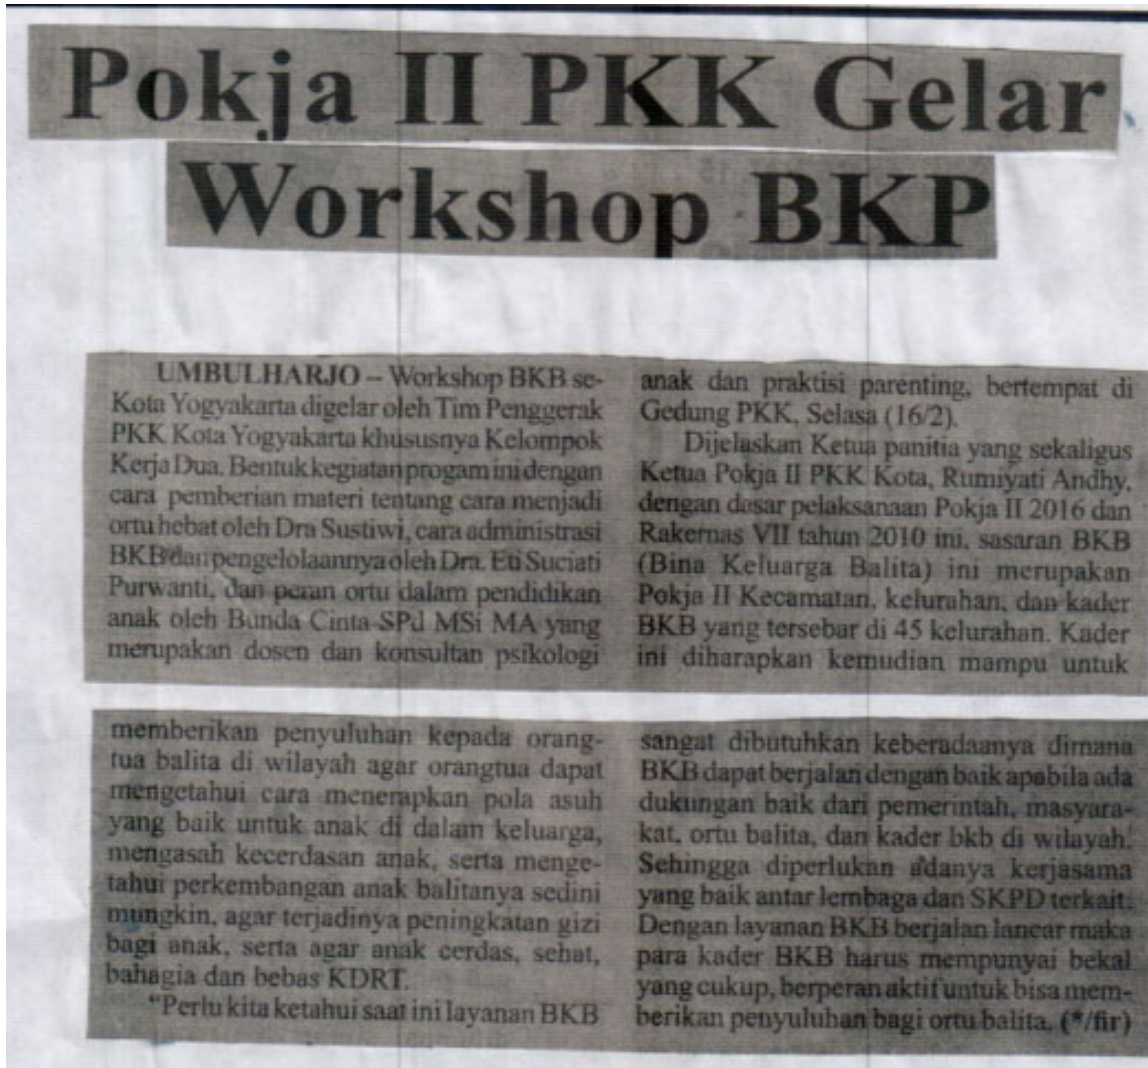 Pokja II PKK Gelar
Workshop BKP
UMBULHARJO – Workshop BKB se-
Kota Yogyakarta digelar oleh Tim Penggerak
PKK Kota Yogyakarta khususnya Kelompok
Kerja Dua. Bentuk kegiatan progam ini dengan
cara pemberian materi tentang cara menjadi
ortu hebat oleh Dra Sustiwi, cara administrasi
BKB dan pengelolaannya oleh Dra. Eti Suciati
Purwanti, dan peran ortu dalam pendidikan
anak oleh Bunda Cinta SPd MSi MA yang
merupakan dosen dan konsultan psikologi
anak dan praktisi parenting, bertempat di
Gedung PKK, Selasa (16/2).
Dijelaskan Ketua panitia yang sekaligus
Ketua Pokja II PKK Kota, Rumiyati Andhy,
dengan dasar pelaksanaan Pokja II 2016 dan
Rakernas VII tahun 2010 ini, sasaran BKB
(Bina Keluarga Balita) ini merupakan
Pokja II Kecamatan, kelurahan, dan kader
BKB yang tersebar di 45 kelurahan. Kader
ini diharapkan kemudian mampu untuk
memberikan penyuluhan kepada orang-
tua balita di wilayah agar orangtua dapat
mengetahui cara menerapkan pola asuh
yang baik untuk anak di dalam keluarga,
mengasah kecerdasan anak, serta menge-
tahui perkembangan anak balitanya sedini
mungkin, agar terjadinya peningkatan gizi
bagi anak, serta agar anak cerdas, sehat,
bahagia dan bebas KDRT.
"Perlu kita ketahui saat ini layanan BKB
sangat dibutuhkan keberadaanya dimana
BKB dapat berjalan dengan baik apabila ada
dukungan baik dari pemerintah, masyara-
kat, ortu balita, dan kader bkb di wilayah.
Sehingga diperlukan adanya kerjasama
yang baik antar lembaga dan SKPD terkait.
Dengan layanan BKB berjalan lancar maka
para kader BKB harus mempunyai bekal
yang cukup, berperan aktif untuk bisa mem-
berikan penyuluhan bagi ortu balita. (*/fir)